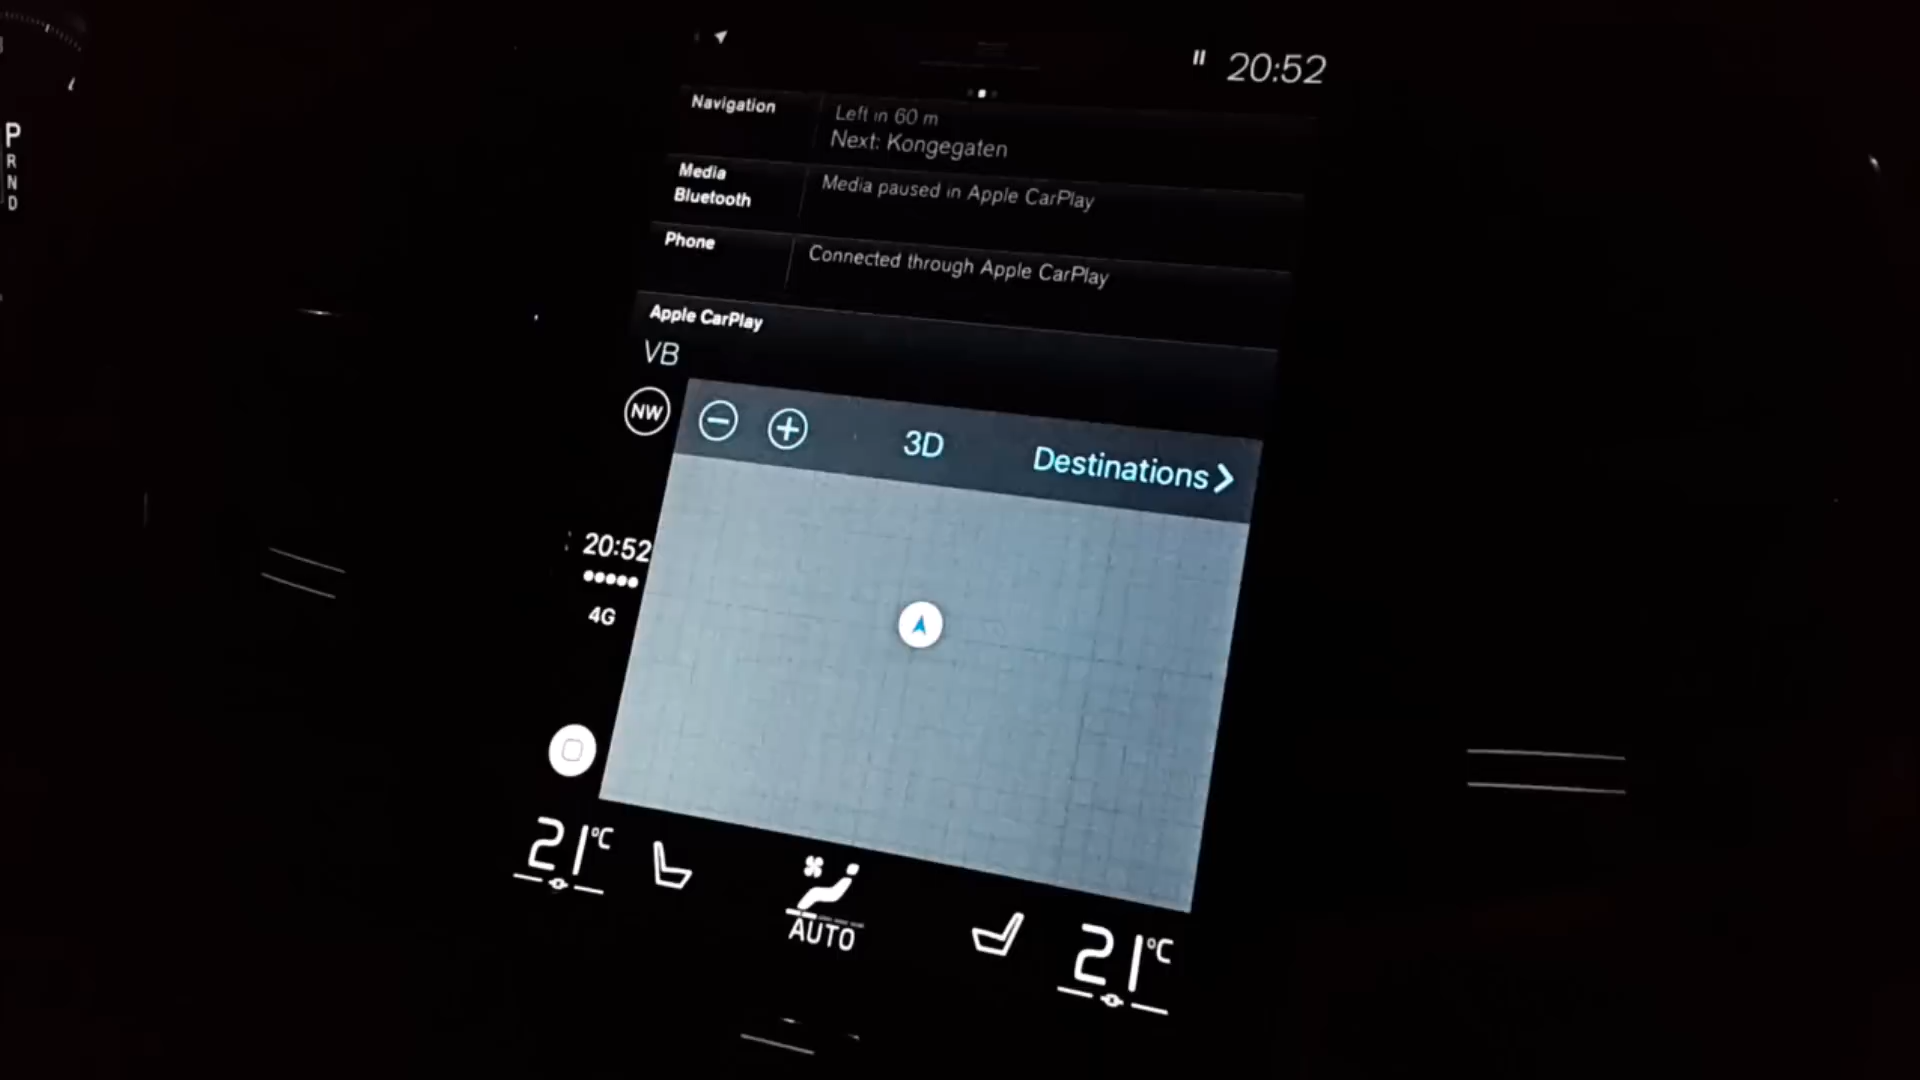 20:52
Navigation
Left in 60 m
Next: Kongegaten
Media
Bluetooth
Media paused in Apple CarPlay
Phone
Connected through Apple CarPlay
Apple CarPlay
VB
NW
3D
Destinations
20:52
4G
21°C
AUTO
21°C
P
R
N
D